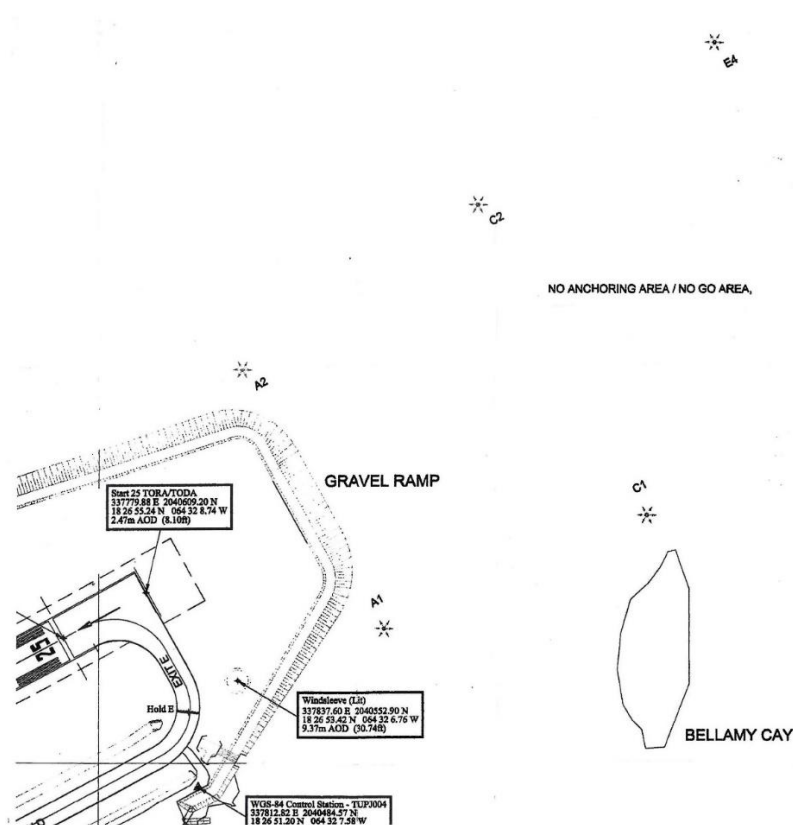 E4
C2
NO ANCHORING AREA / NO GO AREA,
A2
GRAVEL RAMP
C1
Start 25 TORA/TODA
337779.88 E 2040609.20 N
18 26 55.24 N 064 32 8.74 W
2.47m AOD (8.10ft)
A1
25
EXIT E
Hold E
Windsleeve (Lit)
337837.60 E 2040552.90 N
18 26 53.42 N 064 32 6.76 W
9.37m AOD (30.74ft)
BELLAMY CAY
WGS-84 Control Station - TUPJ004
337812.82 E 2040484.57 N
18 26 51.20 N 064 32 7.58 W